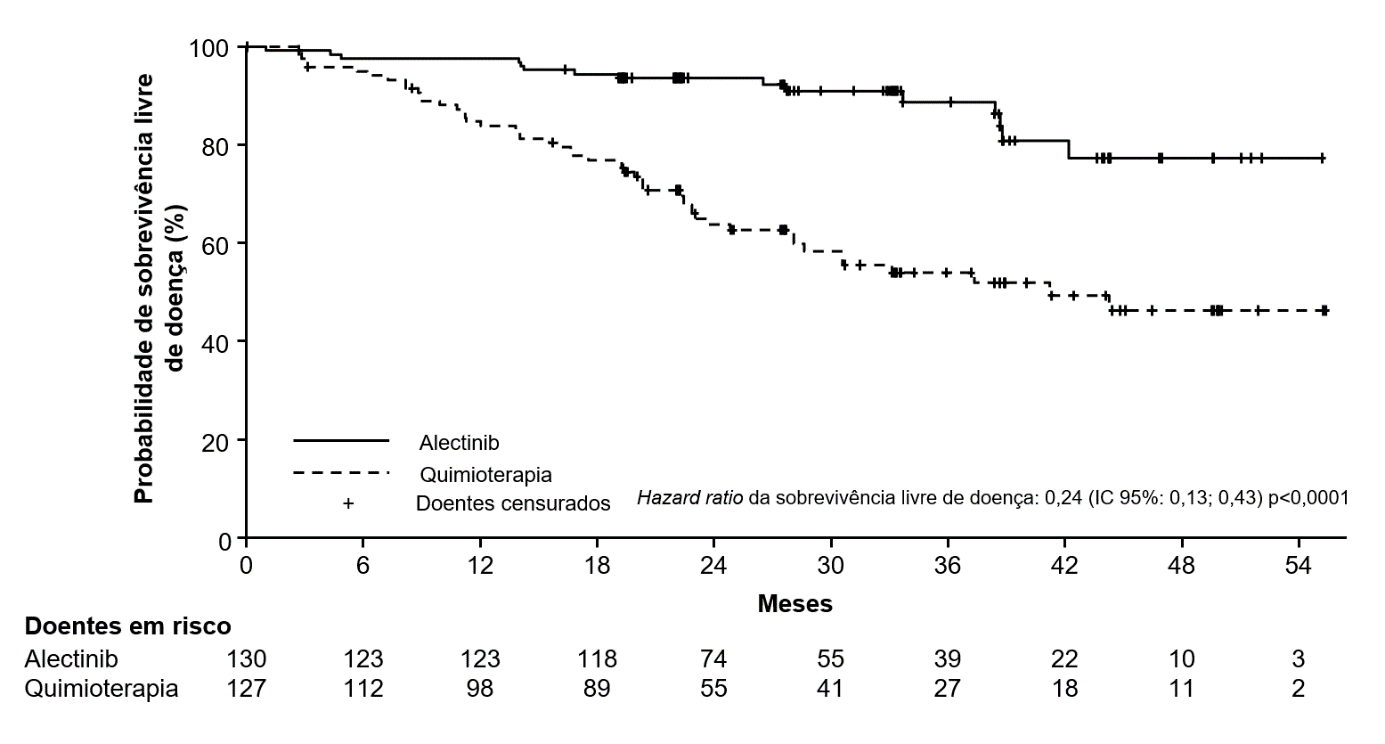 Probabilidade de sobrevivência livre
de doença (%)
100
80
60
40
20
0
Alectinib
Quimioterapia
+ Doentes censurados
Hazard ratio da sobrevivência livre de doença: 0,24 (IC 95%: 0,13; 0,43) p<0,0001
0 6 12 18 24 30 36 42 48 54
Meses
Doentes em risco
Alectinib 130 123 123 118 74 55 39 22 10 3
Quimioterapia 127 112 98 89 55 41 27 18 11 2